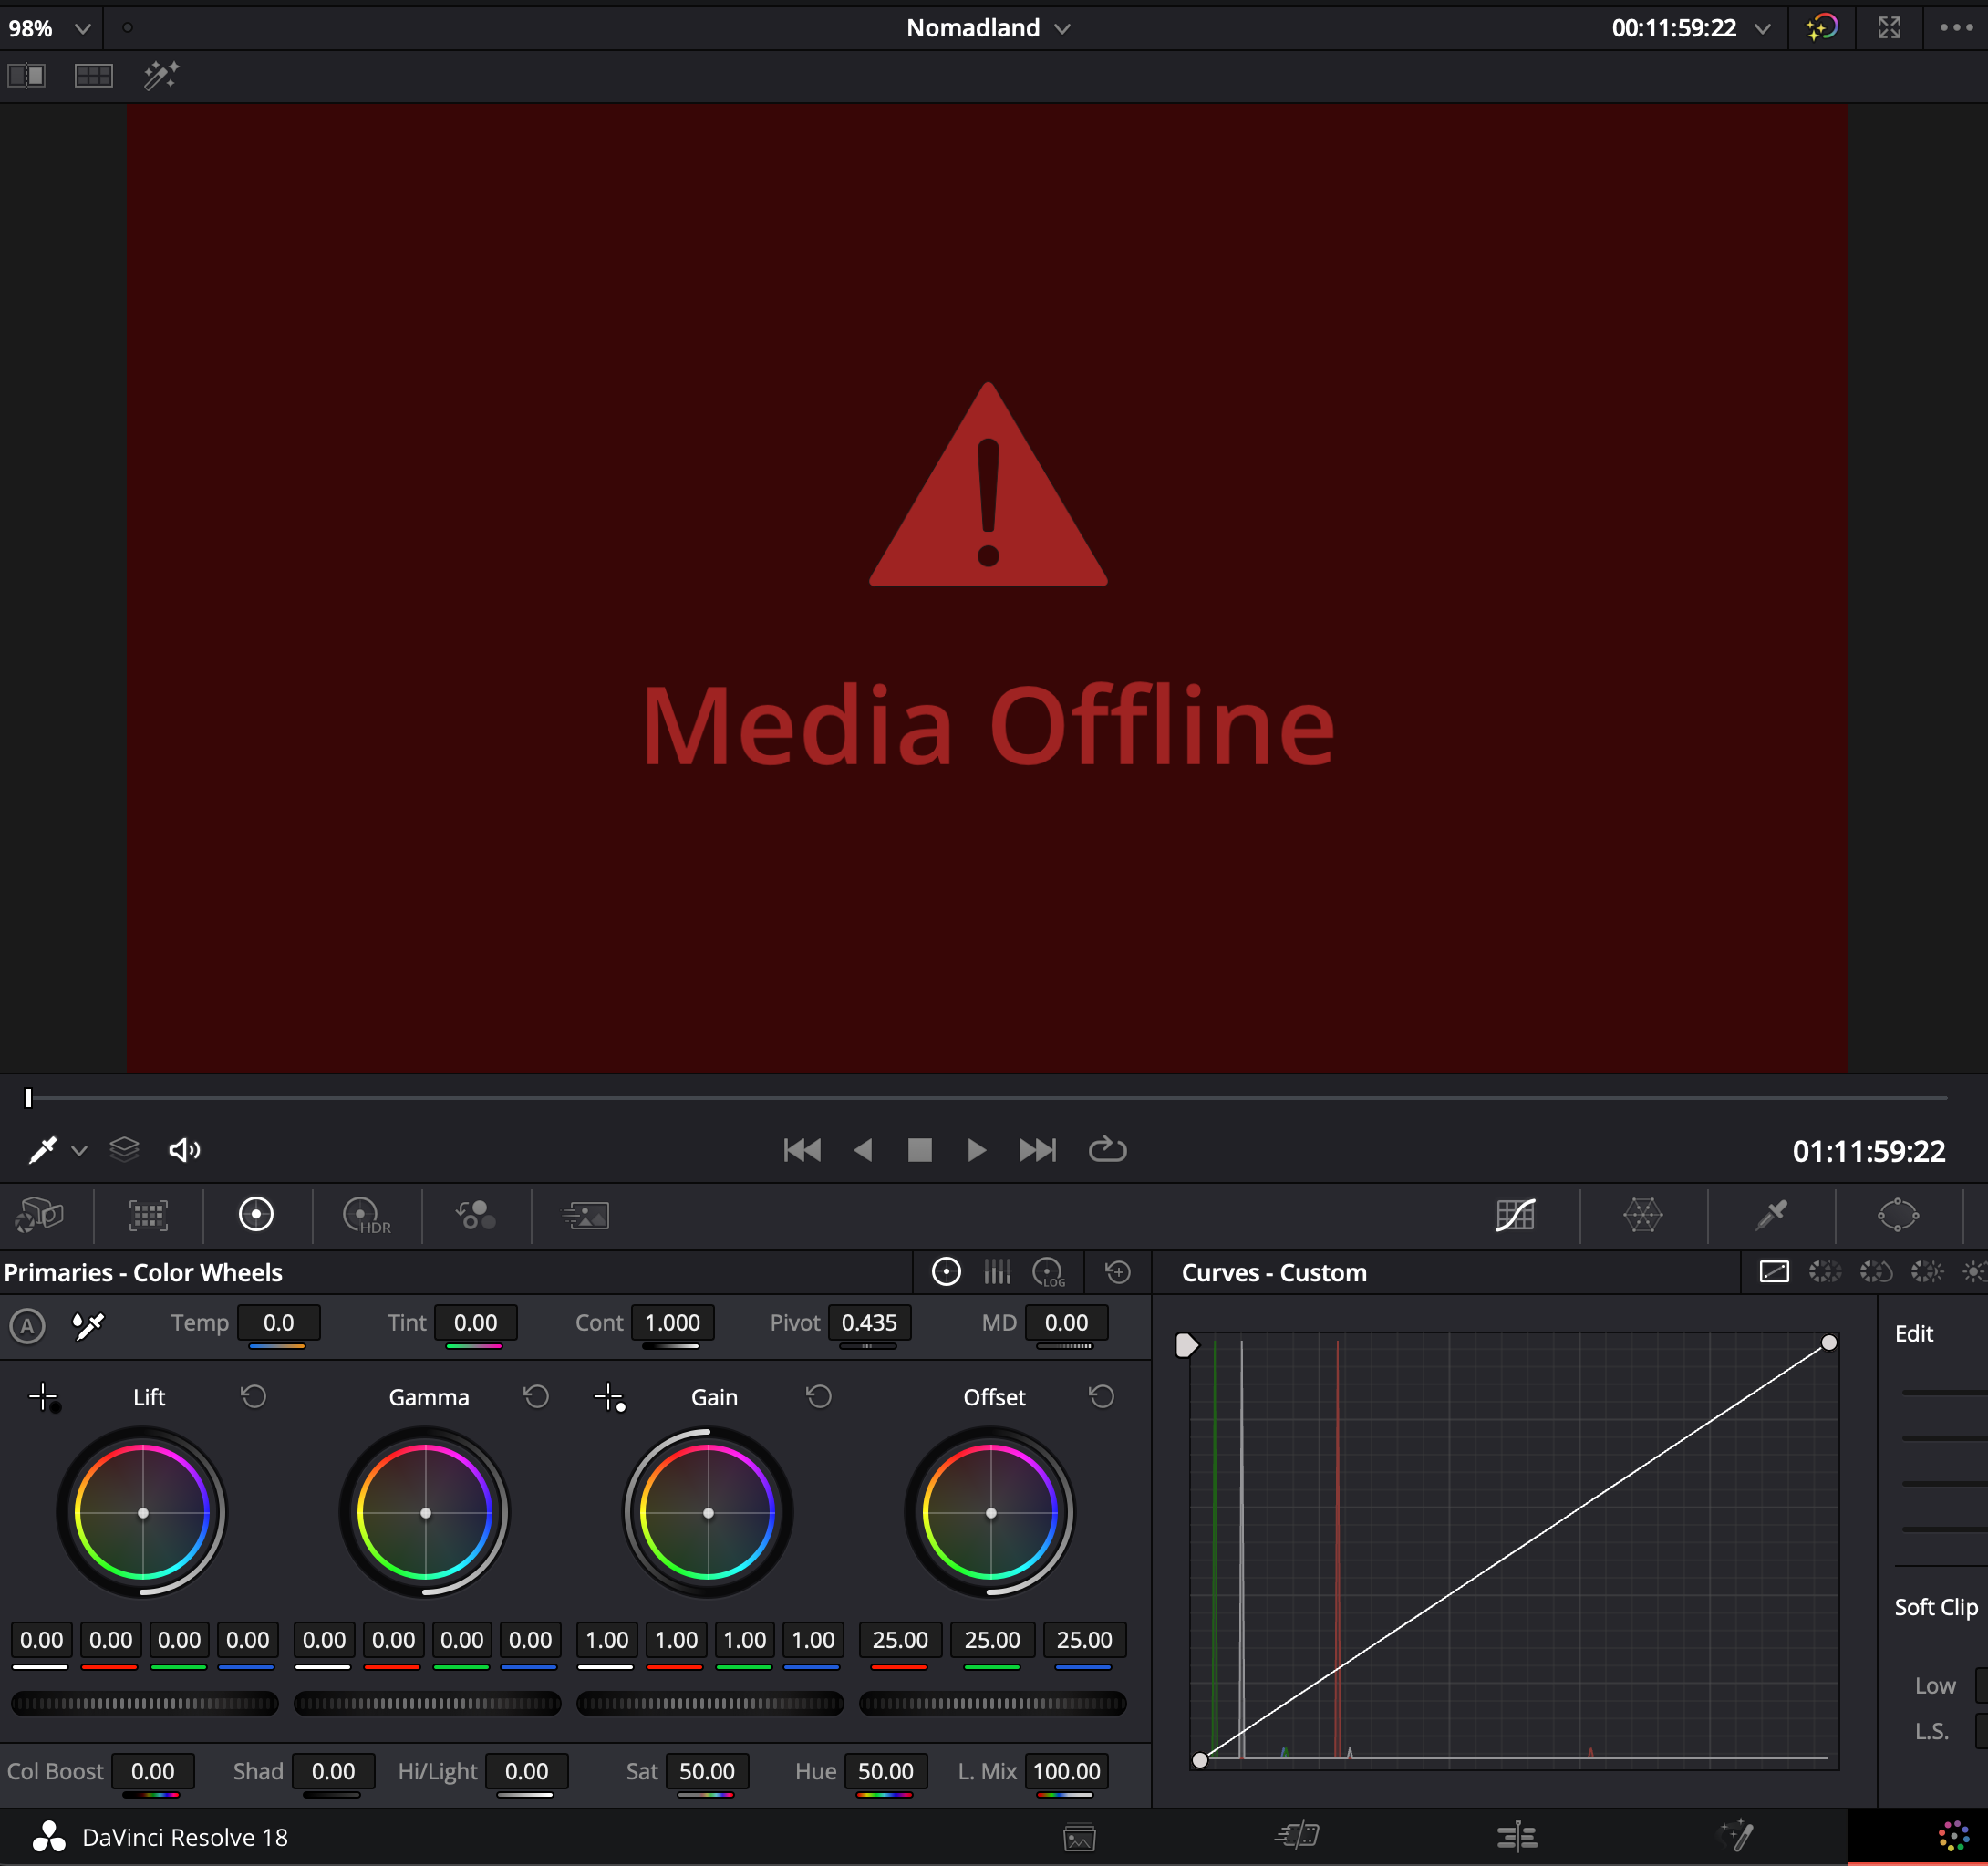 98%
Nomadland
00:11:59:22
Media Offline
01:11:59:22
HDR
Primaries - Color Wheels
LOG
Curves - Custom
A
Temp 0.0 Tint 0.00 Cont 1.000 Pivot 0.435 MD 0.00
Edit
Lift Gamma Gain Offset
0.00 0.00 0.00 0.00 0.00 0.00 0.00 0.00 1.00 1.00 1.00 1.00 25.00 25.00 25.00
Soft Clip
Low
L.S.
Col Boost 0.00 Shad 0.00 Hi/Light 0.00 Sat 50.00 Hue 50.00 L. Mix 100.00
DaVinci Resolve 18